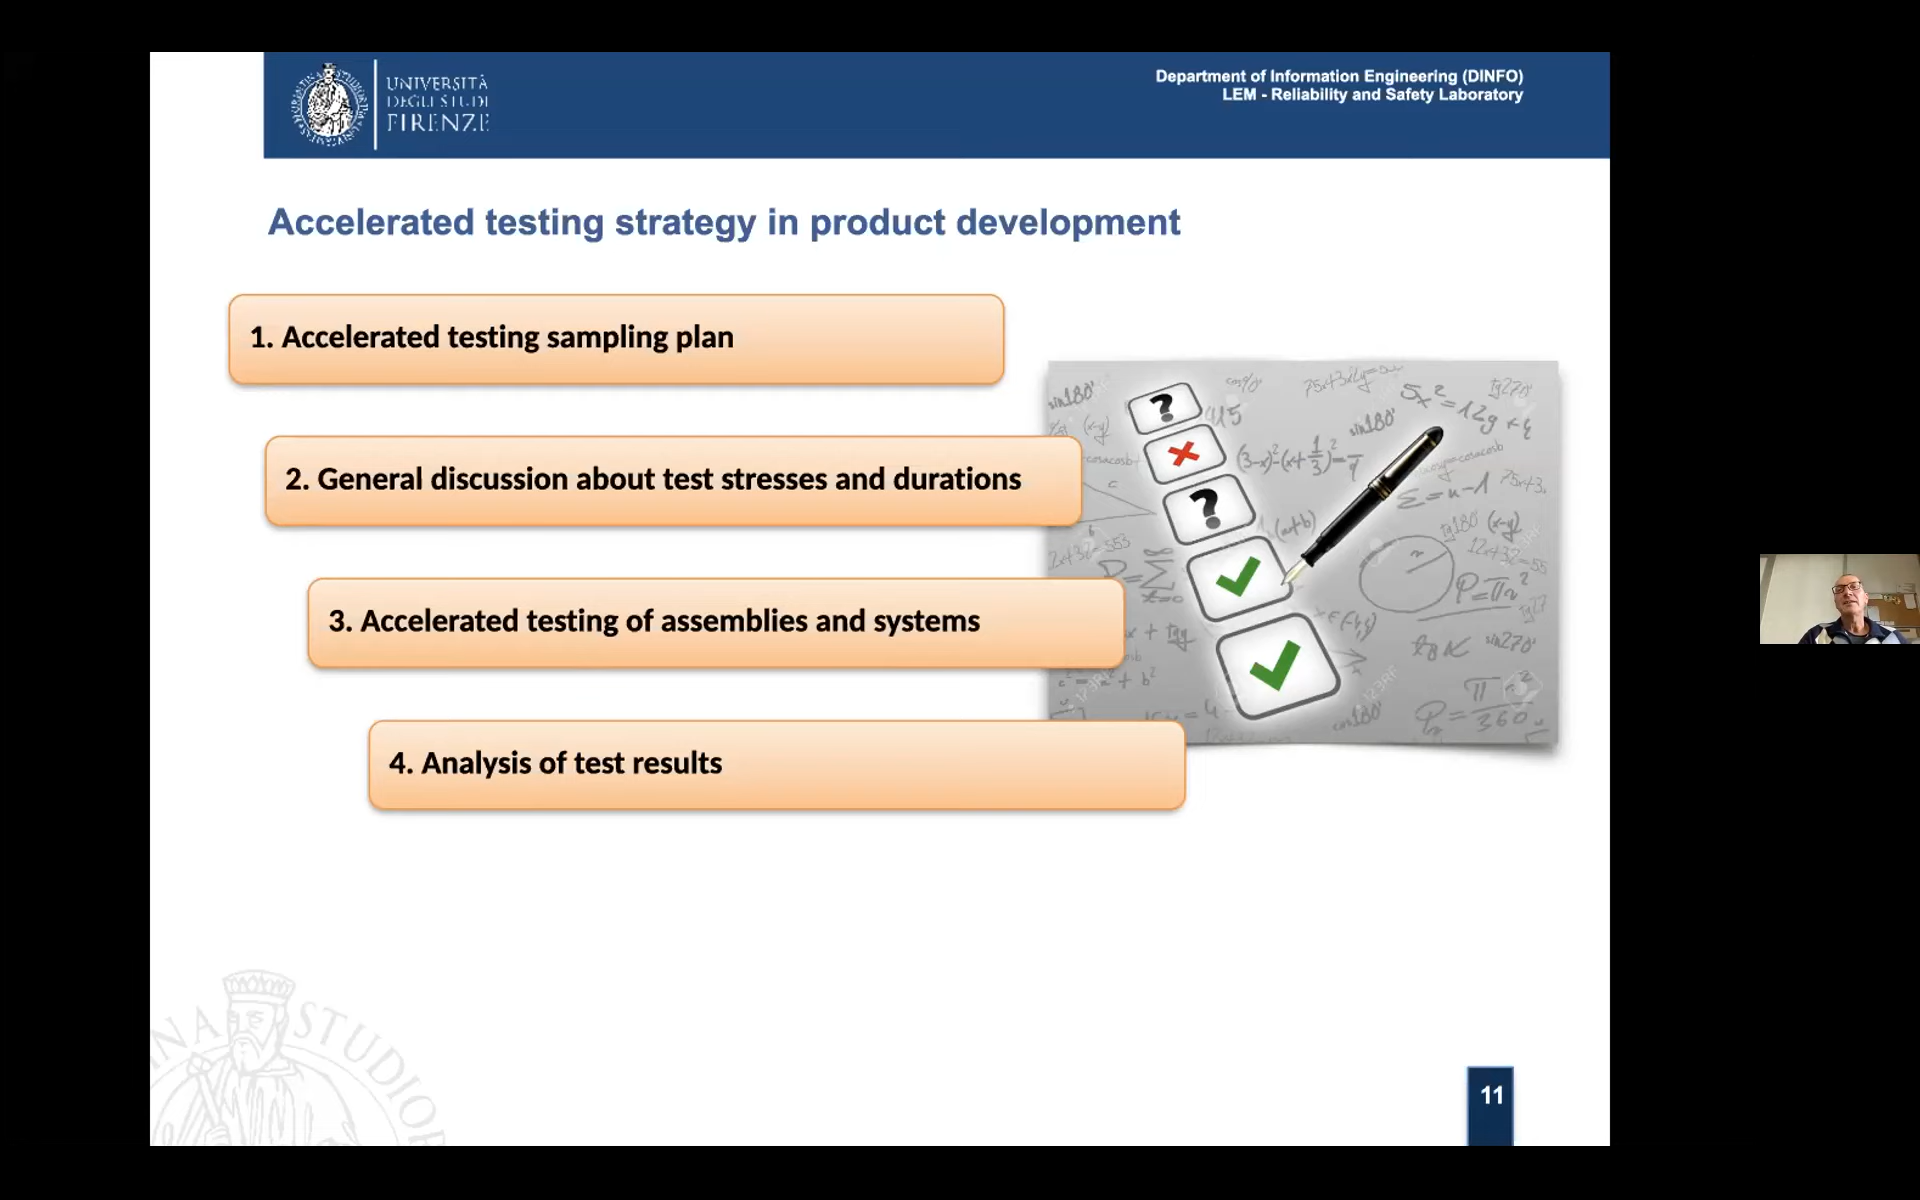 UNIVERSITÀ
DEGLI STUDI
FIRENZE
Department of Information Engineering (DINFO)
LEM - Reliability and Safety Laboratory
Accelerated testing strategy in product development
1. Accelerated testing sampling plan
2. General discussion about test stresses and durations
3. Accelerated testing of assemblies and systems
4. Analysis of test results
11